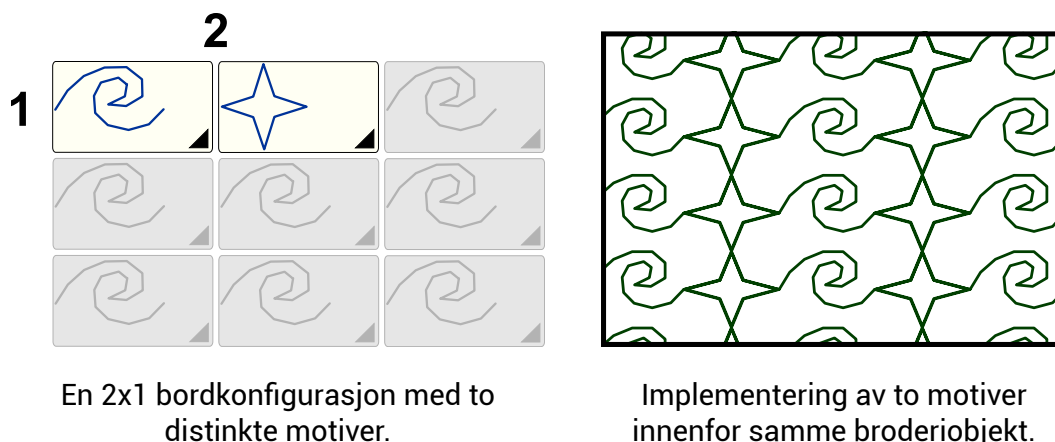 2
1
En 2x1 bordkonfigurasjon med to
distinkte motiver.
Implementering av to motiver
innenfor samme broderiobjekt.